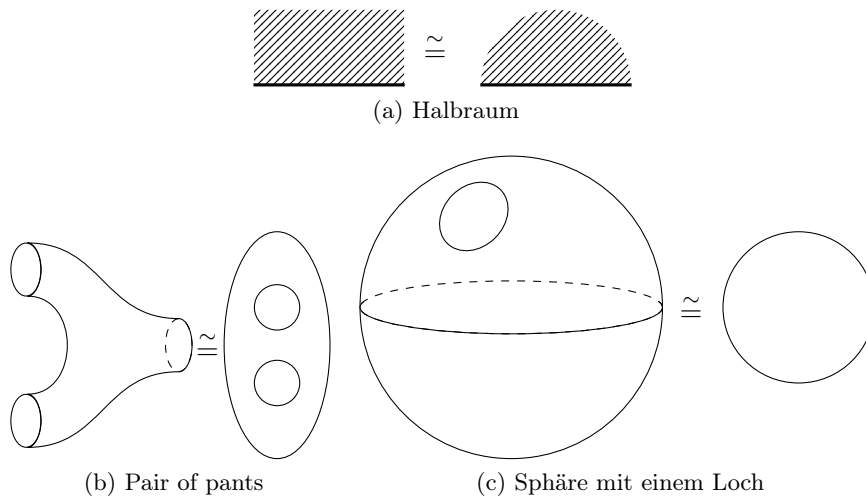 ≅
(a) Halbraum
≅
≅
(b) Pair of pants
(c) Sphäre mit einem Loch